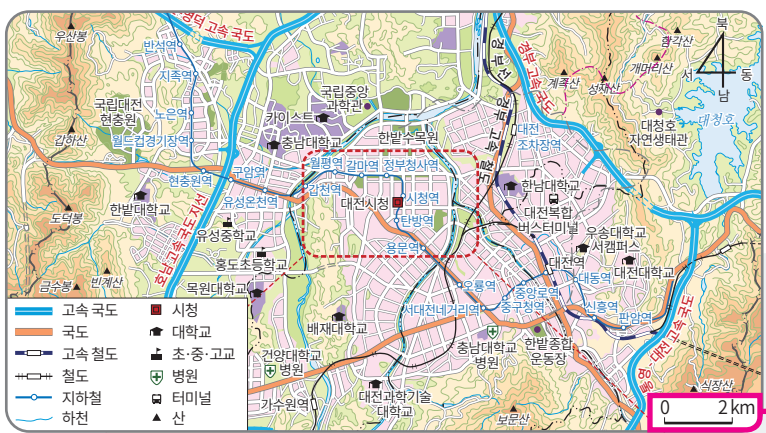 영덕 고속 국도
북
서
동
남
우산봉
반석역
지족역
국립대전
현충원
노은역
월드컵경기장역
갑하산
국립중앙
과학관
카이스트
충남대학교
한밭수목원
경부선
경부 고속 철도
경부 고속 국도
함각산
개머리산
계족산
성재산
대청호
대청호
자연생태관
대전
조차장역
현충원역
구암역
유성온천역
월평역
갈마역
정부청사역
갑천역
대전시청
시청역
탄방역
용문역
도덕봉
한밭대학교
유성중학교
홍도초등학교
호남고속국도지선
한남대학교
대전복합
버스터미널
우송대학교
서캠퍼스
대전역
대전대학교
대동역
금수봉
빈계산
목원대학교
오룡역
서대전네거리역
중앙로역
중구청역
신흥역
판암역
배재대학교
건양대학교
병원
충남대학교
병원
한밭종합
운동장
통영·대전 고속 국도
가수원역
대전과학기술
대학교
보문산
식장산
고속 국도
국도
고속 철도
철도
지하철
하천
시청
대학교
초·중·고교
병원
터미널
산
0 2 km